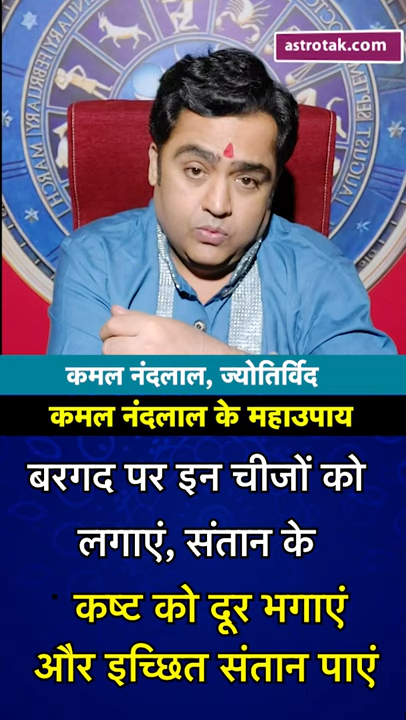 astrotak.com
कमल नंदलाल, ज्योतिर्विद
कमल नंदलाल के महाउपाय
बरगद पर इन चीजों को
लगाएं, संतान के
कष्ट को दूर भगाएं
और इच्छित संतान पाएं